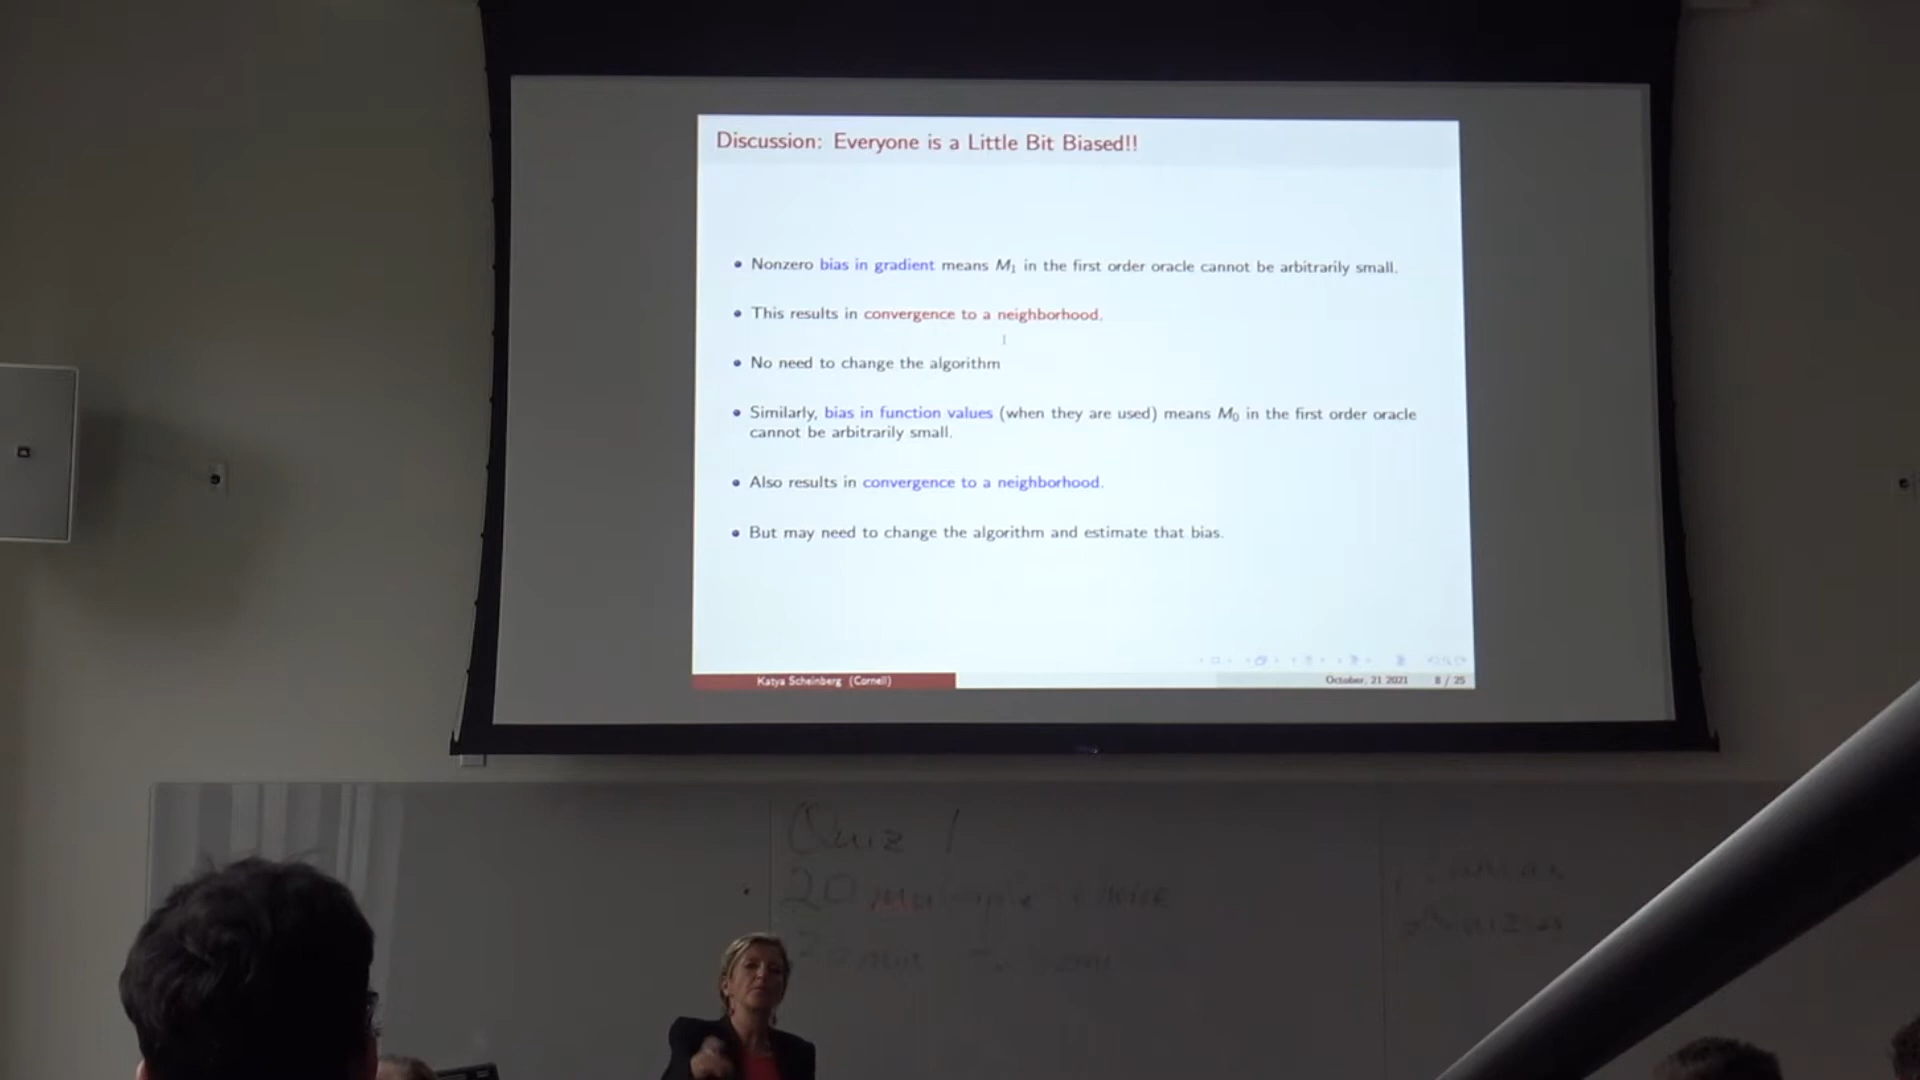 Discussion: Everyone is a Little Bit Biased!!
• Nonzero bias in gradient means M₁ in the first order oracle cannot be arbitrarily small.
• This results in convergence to a neighborhood.
• No need to change the algorithm
• Similarly, bias in function values (when they are used) means M₀ in the first order oracle
cannot be arbitrarily small.
• Also results in convergence to a neighborhood.
• But may need to change the algorithm and estimate that bias.
Katya Scheinberg (Cornell)
October, 21 2021 8 / 25
Quiz 1
20